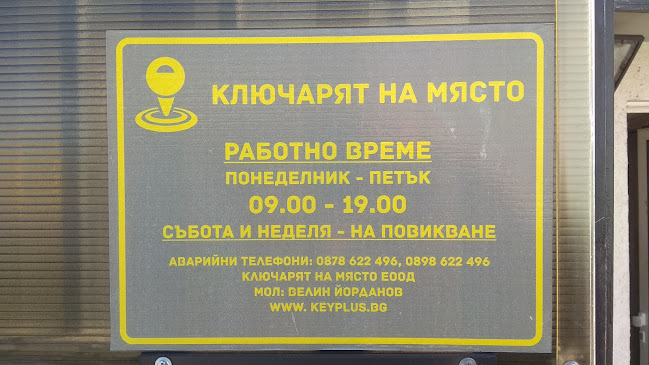 КЛЮЧАРЯТ НА МЯСТО
РАБОТНО ВРЕМЕ
ПОНЕДЕЛНИК - ПЕТЪК
09.00 - 19.00
СЪБОТА И НЕДЕЛЯ - НА ПОВИКВАНЕ
АВАРИЙНИ ТЕЛЕФОНИ: 0878 622 496, 0898 622 496
КЛЮЧАРЯТ НА МЯСТО ЕООД
МОЛ: ВЕЛИН ЙОРДАНОВ
WWW. KEYPLUS.BG